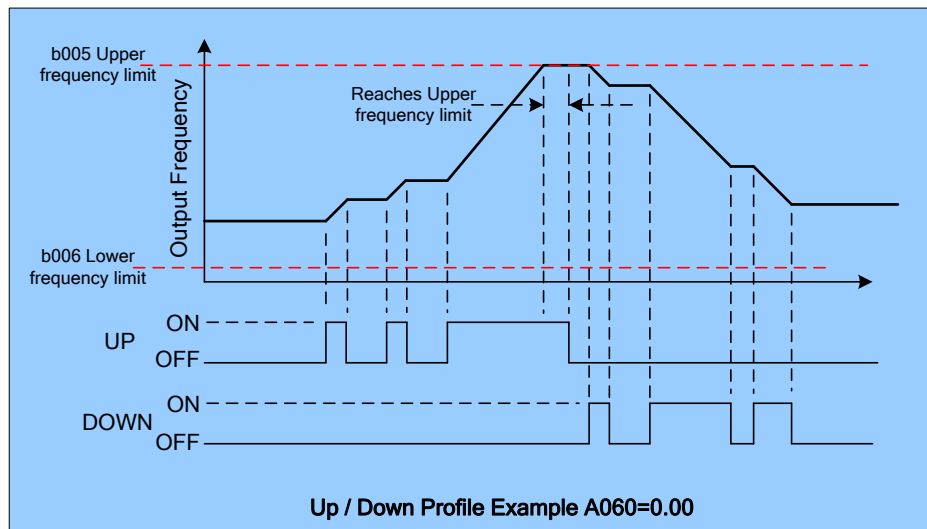 b005 Upper
frequency limit
Output Frequency
Reaches Upper
frequency limit
b006 Lower
frequency limit
UP
ON
OFF
DOWN
ON
OFF
Up / Down Profile Example A060=0.00